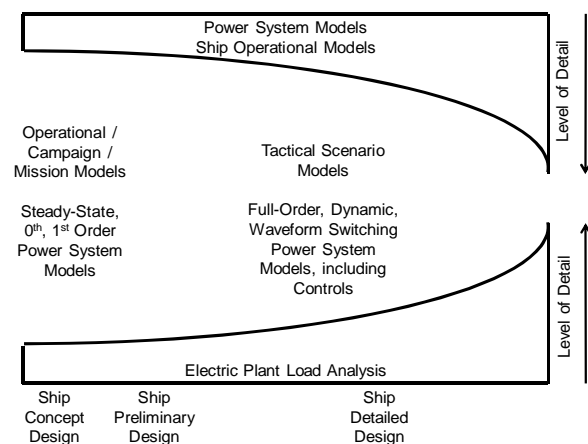 Power System Models
Ship Operational Models
Level of Detail
Operational /
Campaign /
Mission Models
Tactical Scenario
Models
Steady-State,
0th, 1st Order
Power System
Models
Full-Order, Dynamic,
Waveform Switching
Power System
Models, including
Controls
Level of Detail
Electric Plant Load Analysis
Ship
Concept
Design
Ship
Preliminary
Design
Ship
Detailed
Design